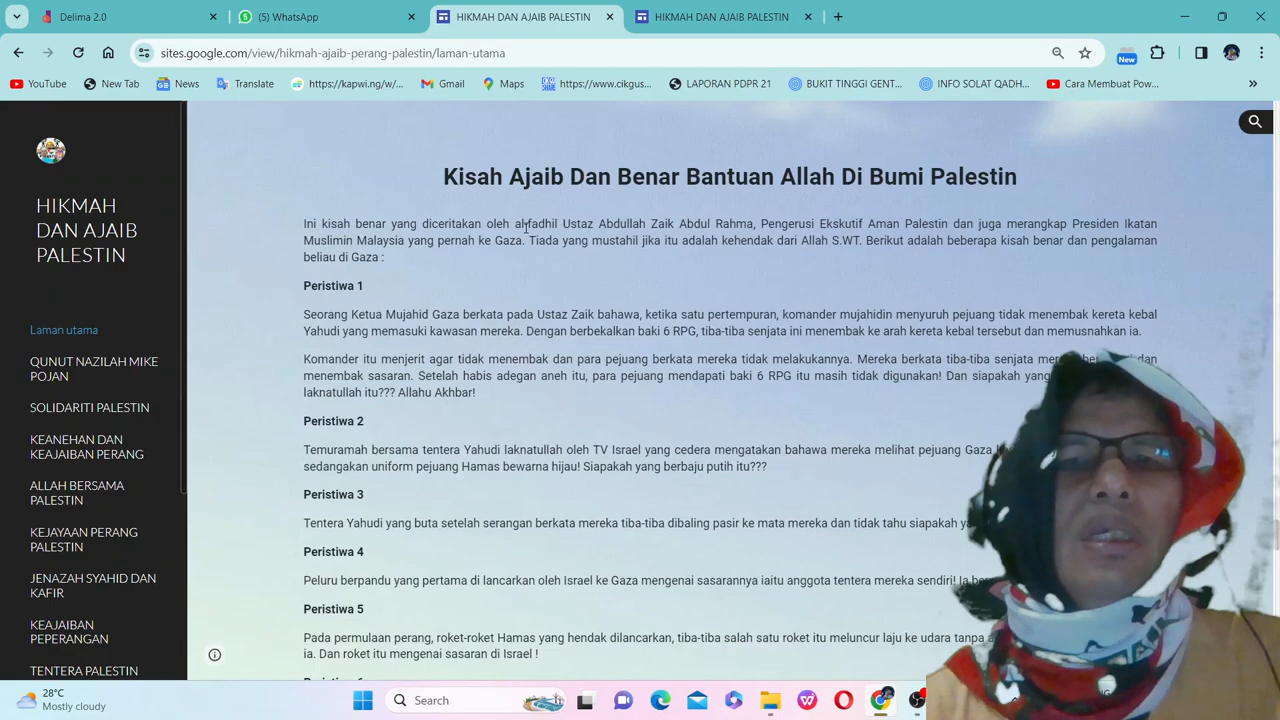 Delima 2.0
(5) WhatsApp
HIKMAH DAN AJAIB PALESTIN
HIKMAH DAN AJAIB PALESTIN
sites.google.com/view/hikmah-ajaib-perang-palestin/laman-utama
New
YouTube
New Tab
News
Translate
https://kapwi.ng/w/...
Gmail
Maps
https://www.cikgus...
LAPORAN PDPR 21
BUKIT TINGGI GENT...
INFO SOLAT QADH...
Cara Membuat Pow...
HIKMAH
DAN AJAIB
PALESTIN
Laman utama
QUNUT NAZILAH MIKE
POJAN
SOLIDARITI PALESTIN
KEANEHAN DAN
KEAJAIBAN PERANG
ALLAH BERSAMA
PALESTIN
KEJAYAAN PERANG
PALESTIN
JENAZAH SYAHID DAN
KAFIR
KEAJAIBAN
PEPERANGAN
TENTERA PALESTIN
Kisah Ajaib Dan Benar Bantuan Allah Di Bumi Palestin
Ini kisah benar yang diceritakan oleh alfadhil Ustaz Abdullah Zaik Abdul Rahma, Pengerusi Ekskutif Aman Palestin dan juga merangkap Presiden Ikatan
Muslimin Malaysia yang pernah ke Gaza. Tiada yang mustahil jika itu adalah kehendak dari Allah S.WT. Berikut adalah beberapa kisah benar dan pengalaman
beliau di Gaza :
Peristiwa 1
Seorang Ketua Mujahid Gaza berkata pada Ustaz Zaik bahawa, ketika satu pertempuran, komander mujahidin menyuruh pejuang tidak menembak kereta kebal
Yahudi yang memasuki kawasan mereka. Dengan berbekalkan baki 6 RPG, tiba-tiba senjata ini menembak ke arah kereta kebal tersebut dan memusnahkan ia.
Komander itu menjerit agar tidak menembak dan para pejuang berkata mereka tidak melakukannya. Mereka berkata tiba-tiba senjata dan
menembak sasaran. Setelah habis adegan aneh itu, para pejuang mendapati baki 6 RPG itu masih tidak digunakan! Dan siapakah
laknatullah itu??? Allahu Akhbar!
Peristiwa 2
Temuramah bersama tentera Yahudi laknatullah oleh TV Israel yang cedera mengatakan bahawa mereka melihat pejuang Gaza
sedangakan uniform pejuang Hamas bewarna hijau! Siapakah yang berbaju putih itu???
Peristiwa 3
Tentera Yahudi yang buta setelah serangan berkata mereka tiba-tiba dibaling pasir ke mata mereka dan tidak tahu siapakah
Peristiwa 4
Peluru berpandu yang pertama di lancarkan oleh Israel ke Gaza mengenai sasarannya iaitu anggota tentera mereka sendiri! Ia
Peristiwa 5
Pada permulaan perang, roket-roket Hamas yang hendak dilancarkan, tiba-tiba salah satu roket itu meluncur laju ke udara tanpa
ia. Dan roket itu mengenai sasaran di Israel !
28°C
Mostly cloudy
Search